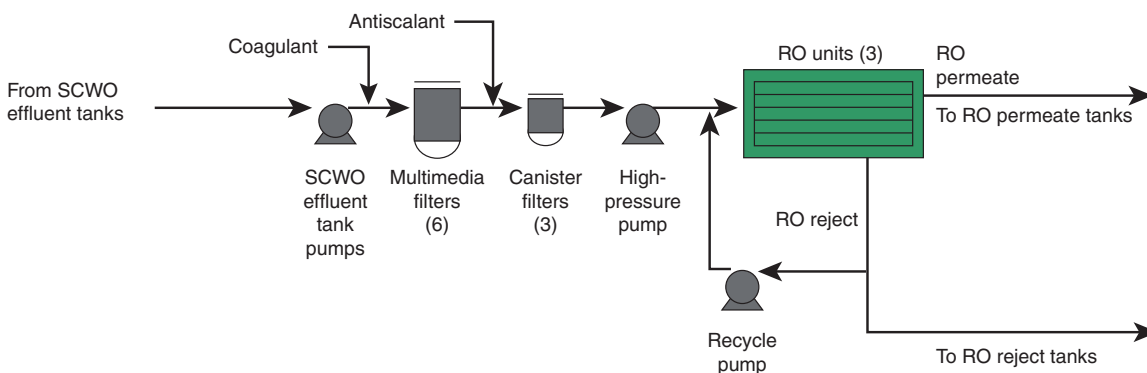 Antiscalant
Coagulant
From SCWO
effluent tanks
SCWO
effluent
tank
pumps
Multimedia
filters
(6)
Canister
filters
(3)
High-
pressure
pump
RO units (3)
RO
permeate
To RO permeate tanks
RO reject
Recycle
pump
To RO reject tanks